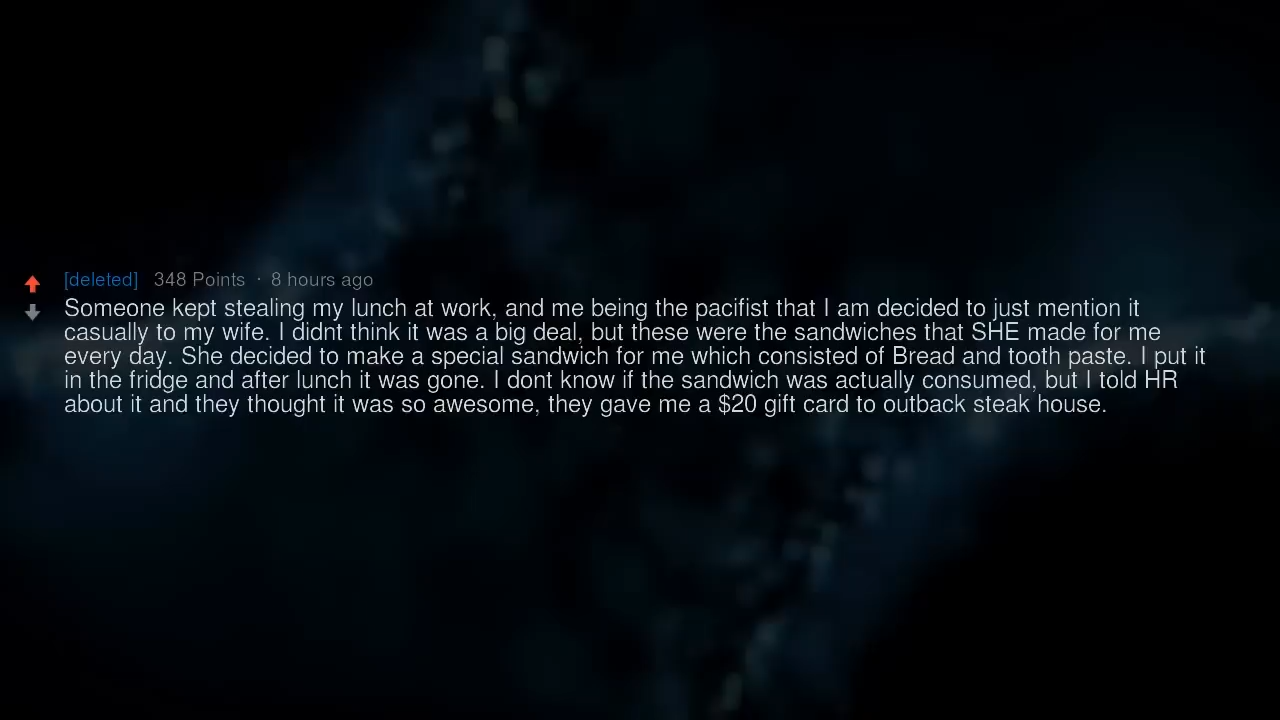 [deleted] 348 Points · 8 hours ago
Someone kept stealing my lunch at work, and me being the pacifist that I am decided to just mention it
casually to my wife. I didnt think it was a big deal, but these were the sandwiches that SHE made for me
every day. She decided to make a special sandwich for me which consisted of Bread and tooth paste. I put it
in the fridge and after lunch it was gone. I dont know if the sandwich was actually consumed, but I told HR
about it and they thought it was so awesome, they gave me a $20 gift card to outback steak house.